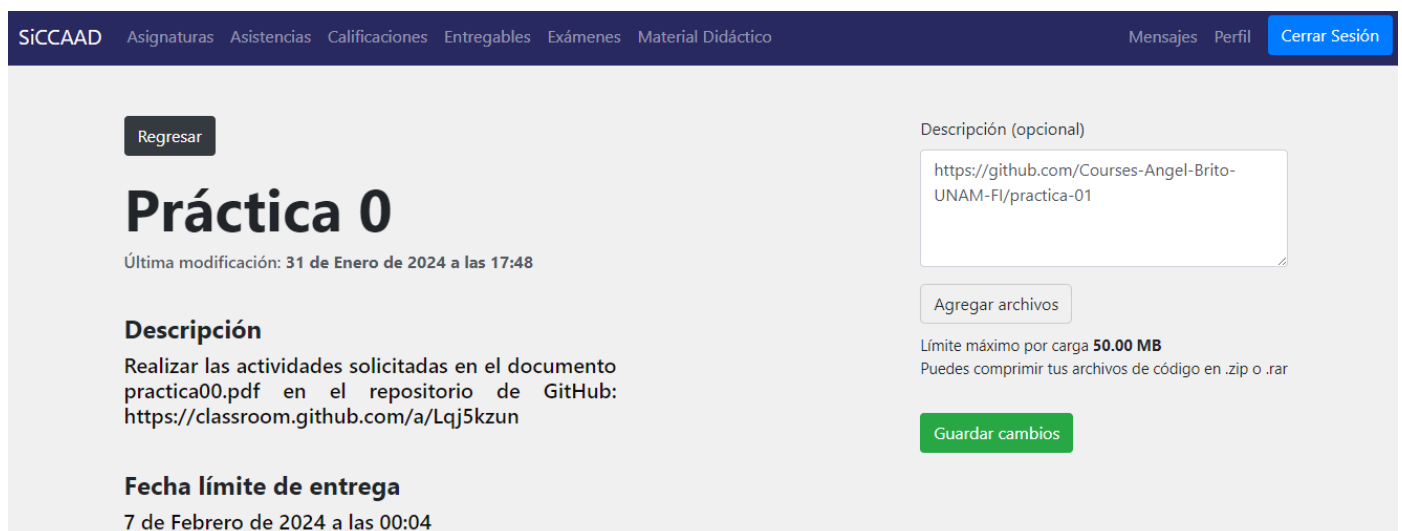 SiCCAAD Asignaturas Asistencias Calificaciones Entregables Exámenes Material Didáctico Mensajes Perfil Cerrar Sesión
Regresar
Práctica 0
Última modificación: 31 de Enero de 2024 a las 17:48
Descripción
Realizar las actividades solicitadas en el documento
practica00.pdf en el repositorio de GitHub:
https://classroom.github.com/a/Lqj5kzun
Fecha límite de entrega
7 de Febrero de 2024 a las 00:04
Descripción (opcional)
https://github.com/Courses-Angel-Brito-
UNAM-FI/practica-01
Agregar archivos
Límite máximo por carga 50.00 MB
Puedes comprimir tus archivos de código en .zip o .rar
Guardar cambios